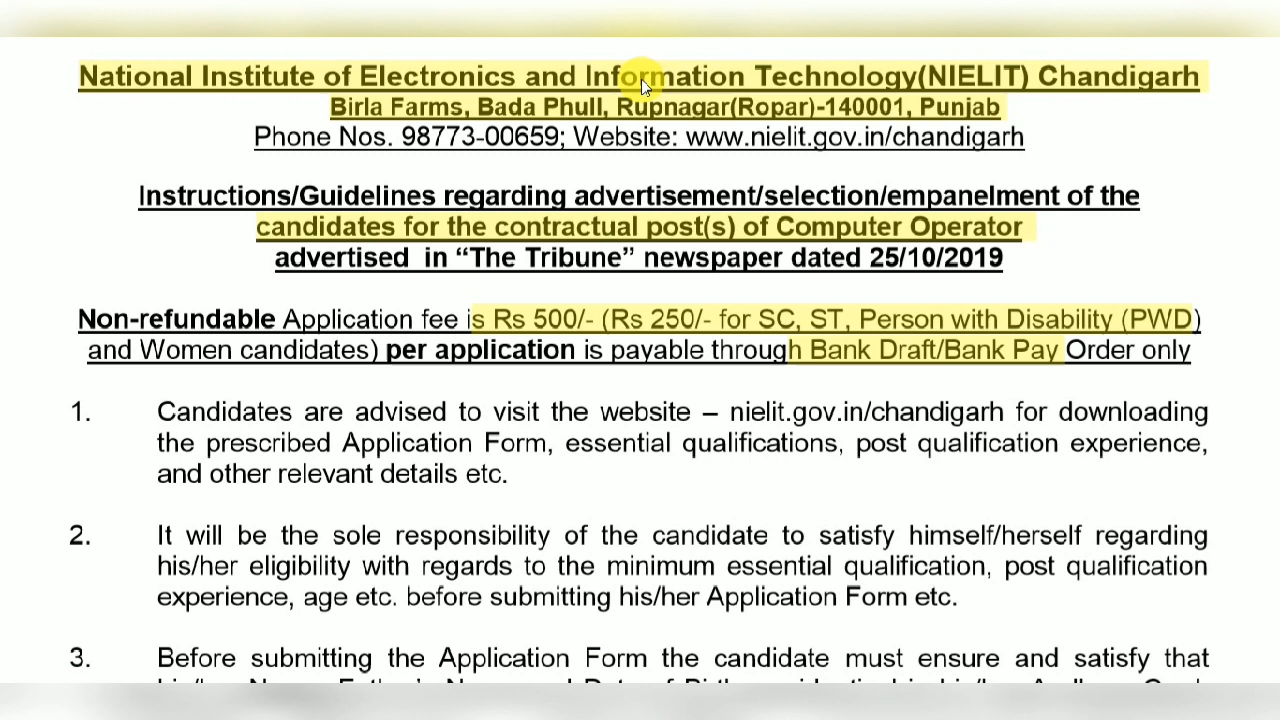 National Institute of Electronics and Information Technology(NIELIT) Chandigarh
Birla Farms, Bada Phull, Rupnagar(Ropar)-140001, Punjab
Phone Nos. 98773-00659; Website: www.nielit.gov.in/chandigarh
Instructions/Guidelines regarding advertisement/selection/empanelment of the
candidates for the contractual post(s) of Computer Operator
advertised in “The Tribune” newspaper dated 25/10/2019
Non-refundable Application fee is Rs 500/- (Rs 250/- for SC, ST, Person with Disability (PWD)
and Women candidates) per application is payable through Bank Draft/Bank Pay Order only
1. Candidates are advised to visit the website – nielit.gov.in/chandigarh for downloading
the prescribed Application Form, essential qualifications, post qualification experience,
and other relevant details etc.
2. It will be the sole responsibility of the candidate to satisfy himself/herself regarding
his/her eligibility with regards to the minimum essential qualification, post qualification
experience, age etc. before submitting his/her Application Form etc.
3. Before submitting the Application Form the candidate must ensure and satisfy that